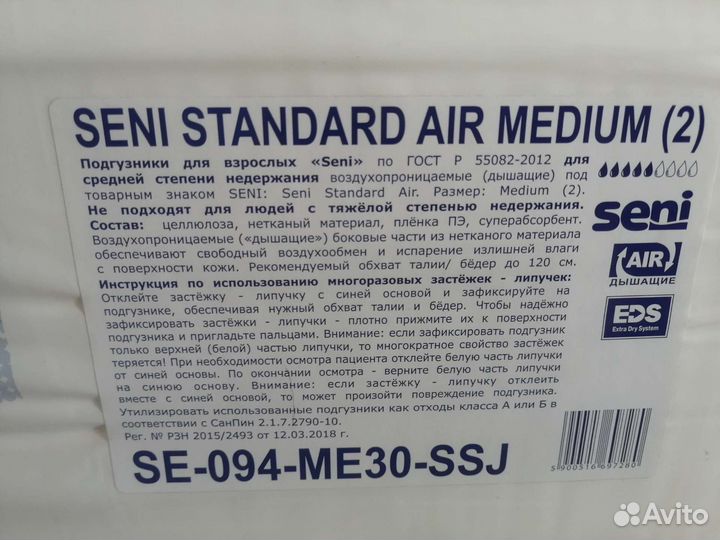 SENI STANDARD AIR MEDIUM (2)
Подгузники для взрослых «Seni» по ГОСТ Р 55082-2012 для
средней степени недержания воздухопроницаемые (дышащие) под
товарным знаком SENI: Seni Standard Air. Размер: Medium (2).
Не подходят для людей с тяжёлой степенью недержания.
Состав: целлюлоза, нетканый материал, плёнка ПЭ, суперабсорбент.
Воздухопроницаемые («дышащие») боковые части из нетканого материала
обеспечивают свободный воздухообмен и испарение излишней влаги
с поверхности кожи. Рекомендуемый обхват талии/ бёдер до 120 см.
Инструкция по использованию многоразовых застёжек - липучек:
Отклейте застёжку - липучку с синей основой и зафиксируйте на
подгузнике, обеспечивая нужный обхват талии и бёдер. Чтобы надёжно
зафиксировать застёжки - липучки - плотно прижмите их к поверхности
подгузника и пригладьте пальцами. Внимание: если зафиксировать подгузник
только верхней (белой) частью липучки, то многократное свойство застёжек
теряется! При необходимости осмотра пациента отклейте белую часть липучки
от синей основы. По окончании осмотра - верните белую часть липучки
на синюю основу. Внимание: если застёжку - липучку отклеить
вместе с синей основой, то может произойти повреждение подгузника.
Утилизировать использованные подгузники как отходы класса А или Б в
соответствии с СанПин 2.1.7.2790-10.
Рег. № РЗН 2015/2493 от 12.03.2018 г.
SE-094-ME30-SSJ
seni
AIR
ДЫШАЩИЕ
EDS
Extra Dry System
5 900516 697280
Avito